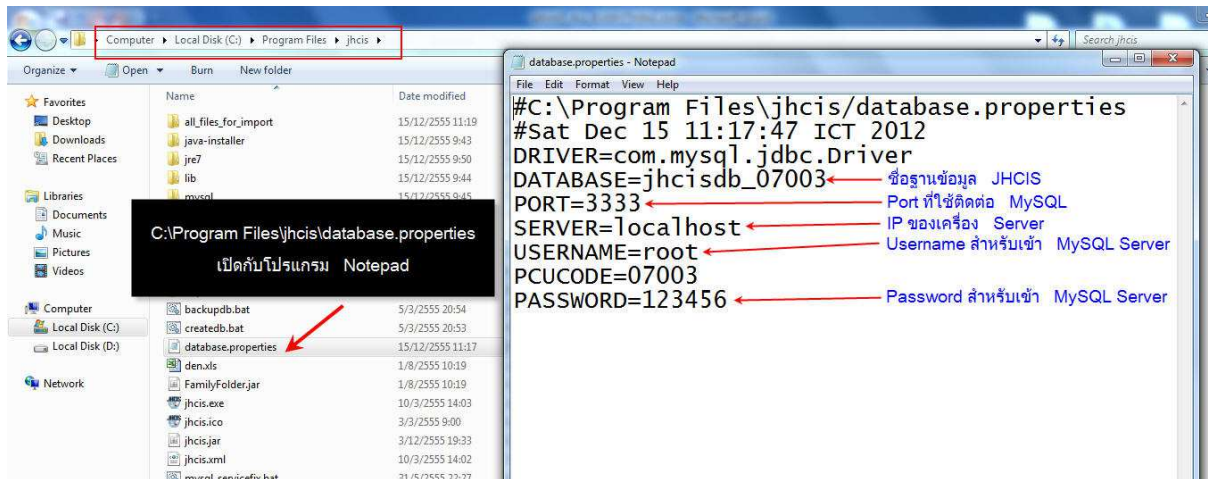 Computer ▸ Local Disk (C:) ▸ Program Files ▸ jhcis ▸
Search jhcis
Organize
Open
Burn
New folder
Favorites
Desktop
Downloads
Recent Places
Libraries
Documents
Music
Pictures
Videos
Computer
Local Disk (C:)
Local Disk (D:)
Network
Name Date modified
all_files_for_import 15/12/2555 11:19
java-installer 15/12/2555 9:43
jre7 15/12/2555 9:50
lib 15/12/2555 9:44
mysql 15/12/2555 9:45
C:\Program Files\jhcis\database.properties
เปิดกับโปรแกรม Notepad
backupdb.bat 5/3/2555 20:54
createdb.bat 5/3/2555 20:53
database.properties 15/12/2555 11:17
den.xls 1/8/2555 10:19
FamilyFolder.jar 1/8/2555 10:19
jhcis.exe 10/3/2555 14:03
jhcis.ico 3/3/2555 9:00
jhcis.jar 3/12/2555 19:33
jhcis.xml 10/3/2555 14:02
mysql_servicefix.bat 31/5/2555 22:27
database.properties - Notepad
File Edit Format View Help
#C:\Program Files\jhcis/database.properties
#Sat Dec 15 11:17:47 ICT 2012
DRIVER=com.mysql.jdbc.Driver
DATABASE=jhcisdb_07003 ชื่อฐานข้อมูล JHCIS
PORT=3333 Port ที่ใช้ติดต่อ MySQL
SERVER=localhost IP ของเครื่อง Server
USERNAME=root Username สำหรับเข้า MySQL Server
PCUCODE=07003
PASSWORD=123456 Password สำหรับเข้า MySQL Server